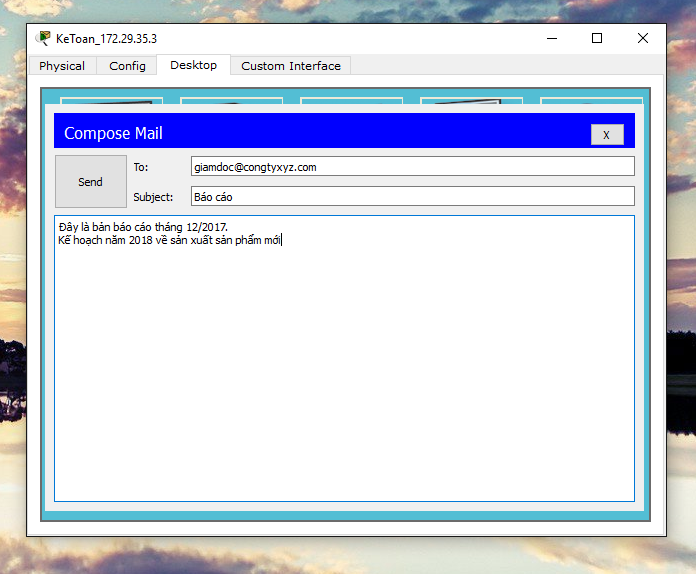 KeToan_172.29.35.3
Physical Config Desktop Custom Interface
Compose Mail X
Send
To: giamdoc@congtyxyz.com
Subject: Báo cáo
Đây là bản báo cáo tháng 12/2017.
Kế hoạch năm 2018 về sản xuất sản phẩm mới